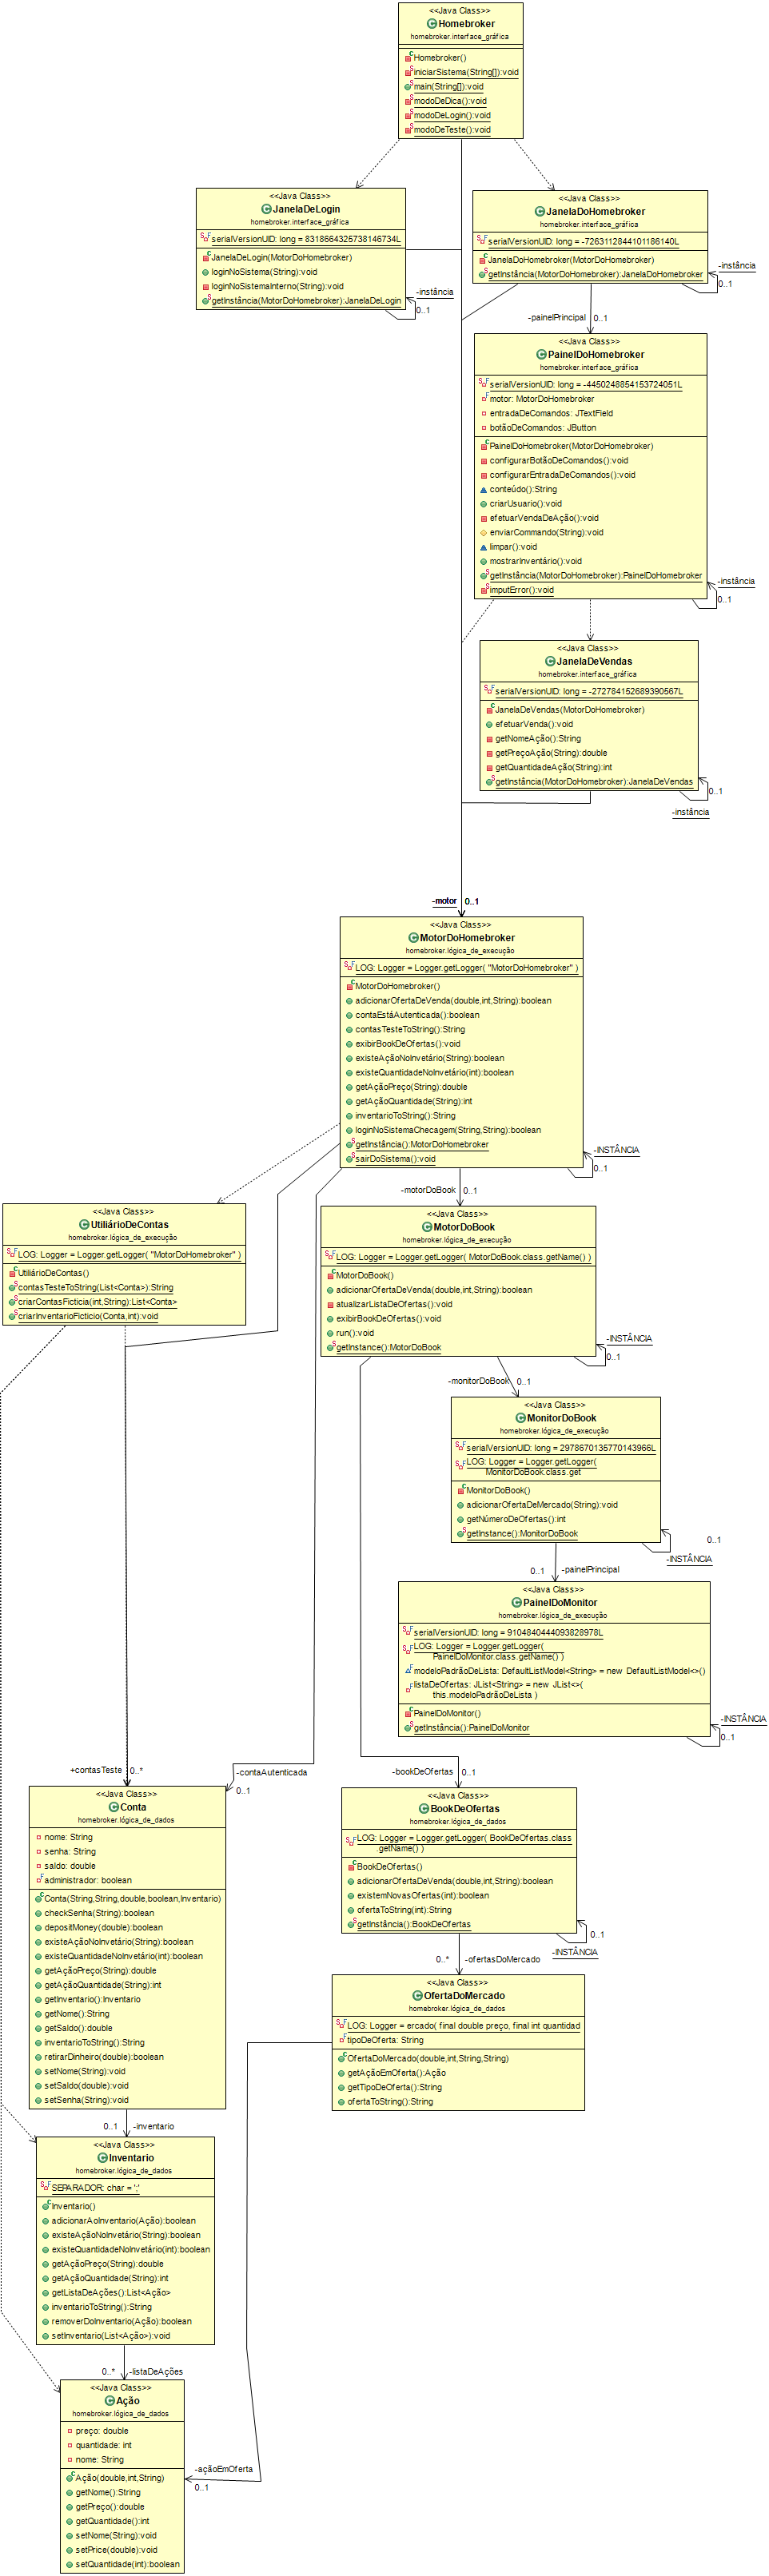 <<Java Class>>
Homebroker
homebroker.interface_gráfica
Homebroker()
iniciarSistema(String[]):void
main(String[]):void
modoDeDica():void
modoDeLogin():void
modoDeTeste():void
<<Java Class>>
JanelaDeLogin
homebroker.interface_gráfica
serialVersionUID: long = 8318664325738146734L
JanelaDeLogin(MotorDoHomebroker)
loginNoSistema(String):void
loginNoSistemaInterno(String):void
getInstância(MotorDoHomebroker):JanelaDeLogin
-instância
0..1
<<Java Class>>
JanelaDoHomebroker
homebroker.interface_gráfica
serialVersionUID: long = -7263112844101186140L
JanelaDoHomebroker(MotorDoHomebroker)
getInstância(MotorDoHomebroker):JanelaDoHomebroker
-instância
0..1
-painelPrincipal
0..1
<<Java Class>>
PainelDoHomebroker
homebroker.interface_gráfica
serialVersionUID: long = -4450248854153724051L
motor: MotorDoHomebroker
entradaDeComandos: JTextField
botãoDeComandos: JButton
PainelDoHomebroker(MotorDoHomebroker)
configurarBotãoDeComandos():void
configurarEntradaDeComandos():void
conteúdo():String
criarUsuario():void
efetuarVendaDeAção():void
enviarCommando(String):void
limpar():void
mostrarInventário():void
getInstância(MotorDoHomebroker):PainelDoHomebroker
imputError():void
-instância
0..1
<<Java Class>>
JanelaDeVendas
homebroker.interface_gráfica
serialVersionUID: long = -272784152689390567L
JanelaDeVendas(MotorDoHomebroker)
efetuarVenda():void
getNomeAção():String
getPreçoAção(String):double
getQuantidadeAção(String):int
getInstância(MotorDoHomebroker):JanelaDeVendas
0..1
-instância
-motor 0..1
<<Java Class>>
MotorDoHomebroker
homebroker.lógica_de_execução
LOG: Logger = Logger.getLogger( "MotorDoHomebroker" )
MotorDoHomebroker()
adicionarOfertaDeVenda(double,int,String):boolean
contaEstáAutenticada():boolean
contasTesteToString():String
exibirBookDeOfertas():void
existeAçãoNoInvetário(String):boolean
existeQuantidadeNoInvetário(int):boolean
getAçãoPreço(String):double
getAçãoQuantidade(String):int
inventarioToString():String
loginNoSistemaChecagem(String,String):boolean
getInstância():MotorDoHomebroker
sairDoSistema():void
-INSTÂNCIA
0..1
-motorDoBook 0..1
<<Java Class>>
UtiliárioDeContas
homebroker.lógica_de_execução
LOG: Logger = Logger.getLogger( "MotorDoHomebroker" )
UtiliárioDeContas()
contasTesteToString(List<Conta>):String
criarContasFicticia(int,String):List<Conta>
criarInventarioFicticio(Conta,int):void
<<Java Class>>
MotorDoBook
homebroker.lógica_de_execução
LOG: Logger = Logger.getLogger( MotorDoBook.class.getName() )
MotorDoBook()
adicionarOfertaDeVenda(double,int,String):boolean
atualizarListaDeOfertas():void
exibirBookDeOfertas():void
run():void
getInstance():MotorDoBook
-INSTÂNCIA
0..1
-monitorDoBook 0..1
<<Java Class>>
MonitorDoBook
homebroker.lógica_de_execução
serialVersionUID: long = 2978670135770143966L
LOG: Logger = Logger.getLogger(
MonitorDoBook.class.get
MonitorDoBook()
adicionarOfertaDeMercado(String):void
getNúmeroDeOfertas():int
getInstance():MonitorDoBook
0..1
-INSTÂNCIA
0..1 -painelPrincipal
<<Java Class>>
PainelDoMonitor
homebroker.lógica_de_execução
serialVersionUID: long = 9104840444093828978L
LOG: Logger = Logger.getLogger(
PainelDoMonitor.class.getName() )
modeloPadrãoDeLista: DefaultListModel<String> = new DefaultListModel<>()
listaDeOfertas: JList<String> = new JList<>(
this.modeloPadrãoDeLista )
PainelDoMonitor()
getInstância():PainelDoMonitor
-INSTÂNCIA
0..1
+contasTeste 0..*
-contaAutenticada
0..1
-bookDeOfertas 0..1
<<Java Class>>
Conta
homebroker.lógica_de_dados
nome: String
senha: String
saldo: double
administrador: boolean
Conta(String,String,double,boolean,Inventario)
checkSenha(String):boolean
depositMoney(double):boolean
existeAçãoNoInvetário(String):boolean
existeQuantidadeNoInvetário(int):boolean
getAçãoPreço(String):double
getAçãoQuantidade(String):int
getInventario():Inventario
getNome():String
getSaldo():double
inventarioToString():String
retirarDinheiro(double):boolean
setNome(String):void
setSaldo(double):void
setSenha(String):void
<<Java Class>>
BookDeOfertas
homebroker.lógica_de_dados
LOG: Logger = Logger.getLogger( BookDeOfertas.class
.getName() )
BookDeOfertas()
adicionarOfertaDeVenda(double,int,String):boolean
existemNovasOfertas(int):boolean
ofertaToString(int):String
getInstância():BookDeOfertas
0..1
-INSTÂNCIA
0..* -ofertasDoMercado
<<Java Class>>
OfertaDoMercado
homebroker.lógica_de_dados
LOG: Logger = ercado( final double preço, final int quantidad
tipoDeOferta: String
OfertaDoMercado(double,int,String,String)
getAçãoEmOferta():Ação
getTipoDeOferta():String
ofertaToString():String
0..1 -inventario
<<Java Class>>
Inventario
homebroker.lógica_de_dados
SEPARADOR: char = ';'
Inventario()
adicionarAoInventario(Ação):boolean
existeAçãoNoInvetário(String):boolean
existeQuantidadeNoInvetário(int):boolean
getAçãoPreço(String):double
getAçãoQuantidade(String):int
getListaDeAções():List<Ação>
inventarioToString():String
removerDoInventario(Ação):boolean
setInventario(List<Ação>):void
0..* -listaDeAções
<<Java Class>>
Ação
homebroker.lógica_de_dados
preço: double
quantidade: int
nome: String
Ação(double,int,String)
getNome():String
getPreço():double
getQuantidade():int
setNome(String):void
setPrice(double):void
setQuantidade(int):boolean
-açãoEmOferta
0..1